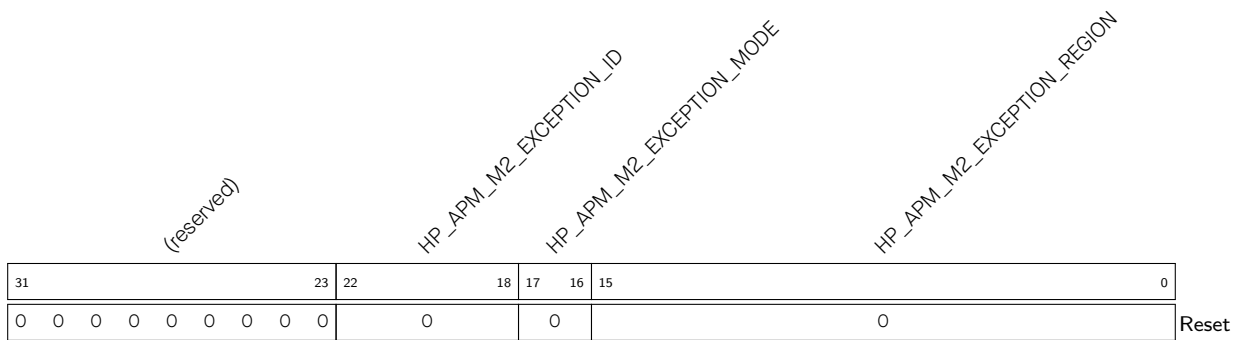 (reserved)
HP_APM_M2_EXCEPTION_ID
HP_APM_M2_EXCEPTION_MODE
HP_APM_M2_EXCEPTION_REGION
31 23 22 18 17 16 15 0
0 0 0 0 0 0 0 0 0 0 0 0 Reset